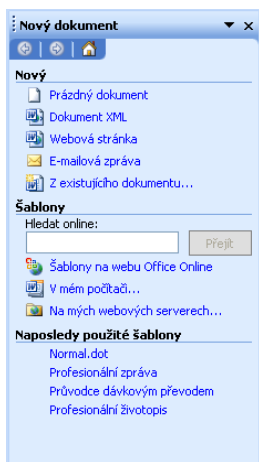 Nový dokument
Nový
Prázdný dokument
Dokument XML
Webová stránka
E-mailová zpráva
Z existujícího dokumentu...
Šablony
Hledat online:
Přejít
Šablony na webu Office Online
V mém počítači...
Na mých webových serverech...
Naposledy použité šablony
Normal.dot
Profesionální zpráva
Průvodce dávkovým převodem
Profesionální životopis